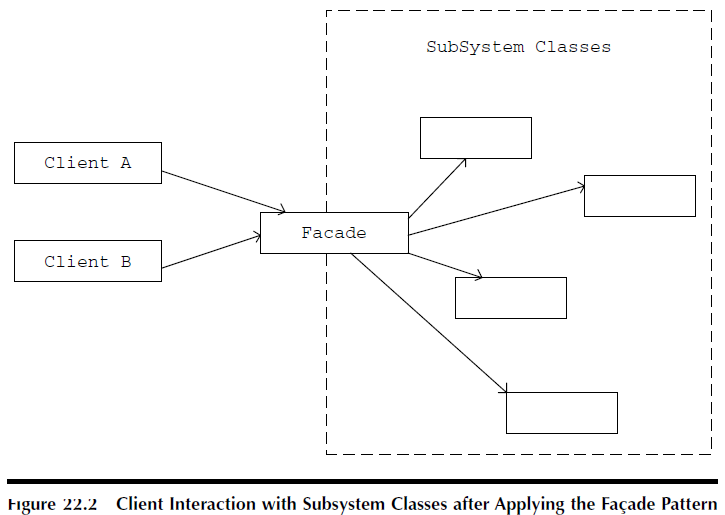 SubSystem Classes
Client A
Facade
Client B
Figure 22.2 Client Interaction with Subsystem Classes after Applying the Façade Pattern